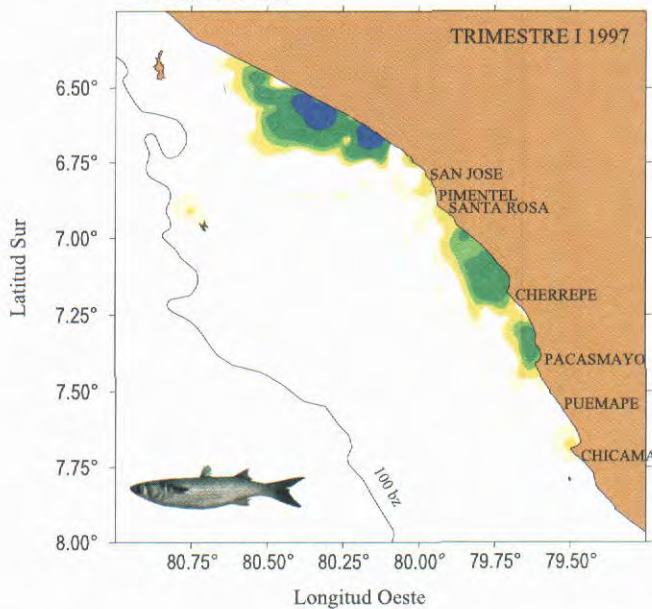 TRIMESTRE I 1997
6.50°
6.75°
7.00°
7.25°
7.50°
7.75°
8.00°
Latitud Sur
SAN JOSE
PIMENTEL
SANTA ROSA
CHERREPE
PACASMAYO
PUEMAPE
CHICAMA
100 bz
80.75° 80.50° 80.25° 80.00° 79.75° 79.50°
Longitud Oeste